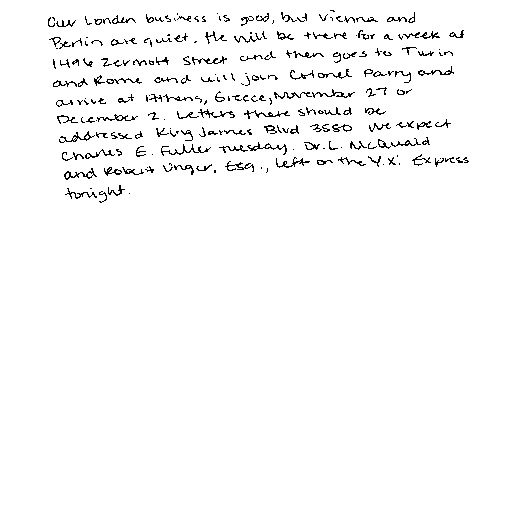 Our London business is good, but Vienna and
Berlin are quiet. He will be there for a week at
1496 Zermott Street and then goes to Turin
and Rome and will join Colonel Parry and
arrive at Athens, Greece, November 27 or
December 2. Letters there should be
addressed King James Blvd 3580 We expect
Charles E. Fuller Tuesday. Dr. L. McQuaid
and Robert Unger, Esq., left on the Y.X. Express
tonight.